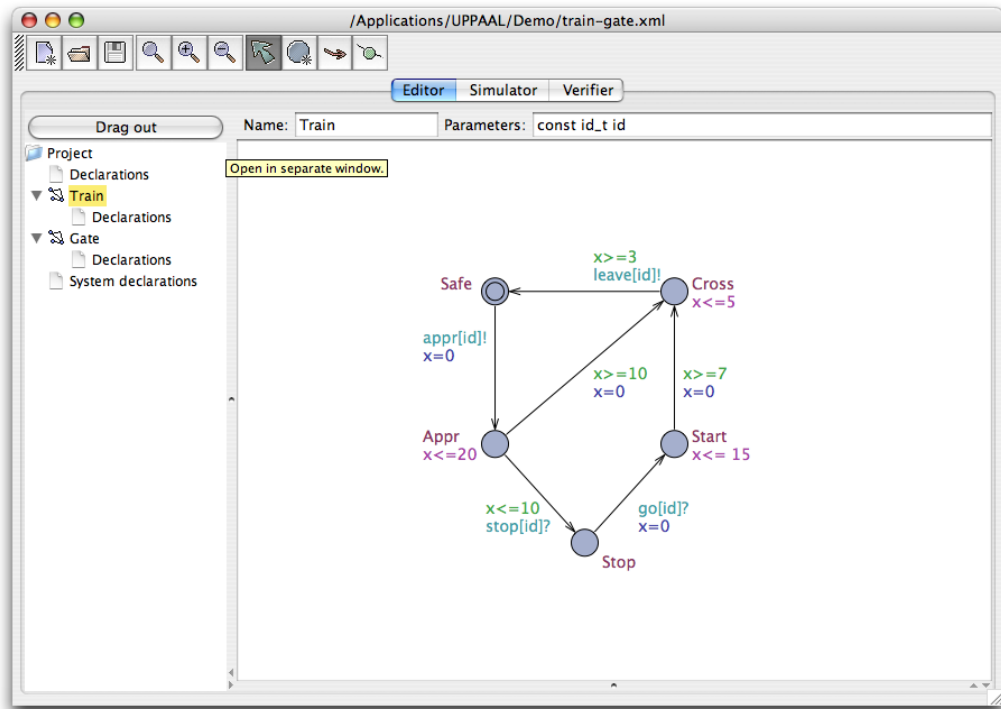 /Applications/UPPAAL/Demo/train-gate.xml
Editor Simulator Verifier
Drag out
Name: Train Parameters: const id_t id
Project
Open in separate window.
Declarations
Train
Declarations
Gate
Declarations
System declarations
x>=3
leave[id]!
Safe
Cross
x<=5
appr[id]!
x=0
x>=10
x=0
x>=7
x=0
Appr
x<=20
Start
x<= 15
x<=10
stop[id]?
go[id]?
x=0
Stop